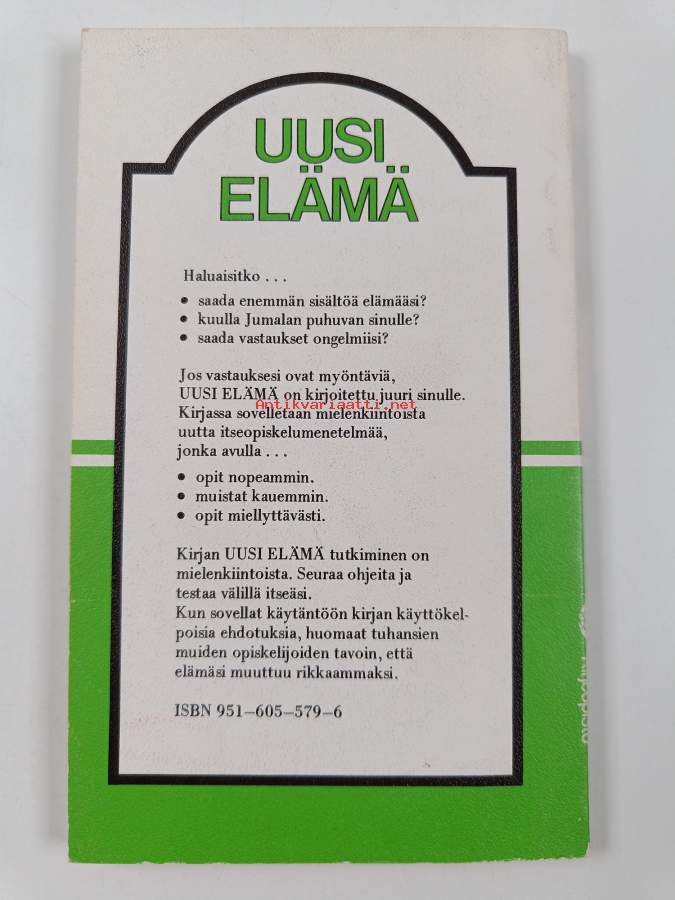 UUSI
ELÄMÄ
Haluaisitko . . .
• saada enemmän sisältöä elämääsi?
• kuulla Jumalan puhuvan sinulle?
• saada vastaukset ongelmiisi?
Jos vastauksesi ovat myöntäviä,
UUSI ELÄMÄ on kirjoitettu juuri sinulle.
Antikvariaatti.net
Kirjassa sovelletaan mielenkiintoista
uutta itseopiskelumenetelmää,
jonka avulla . . .
• opit nopeammin.
• muistat kauemmin.
• opit miellyttävästi.
Kirjan UUSI ELÄMÄ tutkiminen on
mielenkiintoista. Seuraa ohjeita ja
testaa välillä itseäsi.
Kun sovellat käytäntöön kirjan käyttökel-
poisia ehdotuksia, huomaat tuhansien
muiden opiskelijoiden tavoin, että
elämäsi muuttuu rikkaammaksi.
ISBN 951–605–579–6